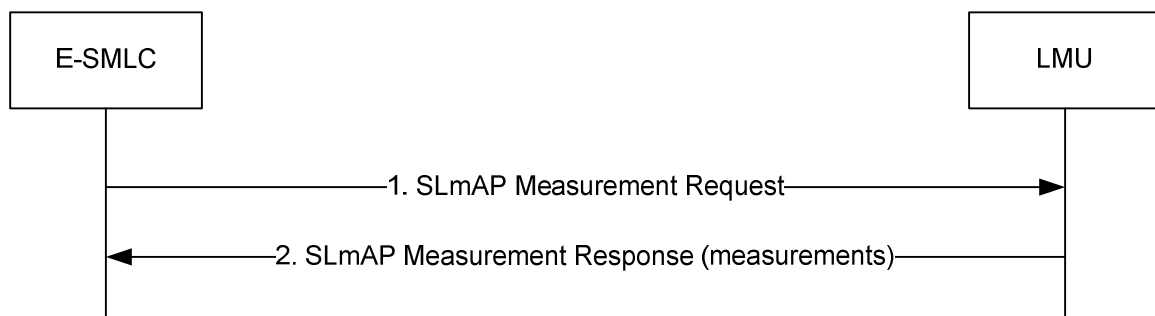 E-SMLC
LMU
1. SLmAP Measurement Request
2. SLmAP Measurement Response (measurements)